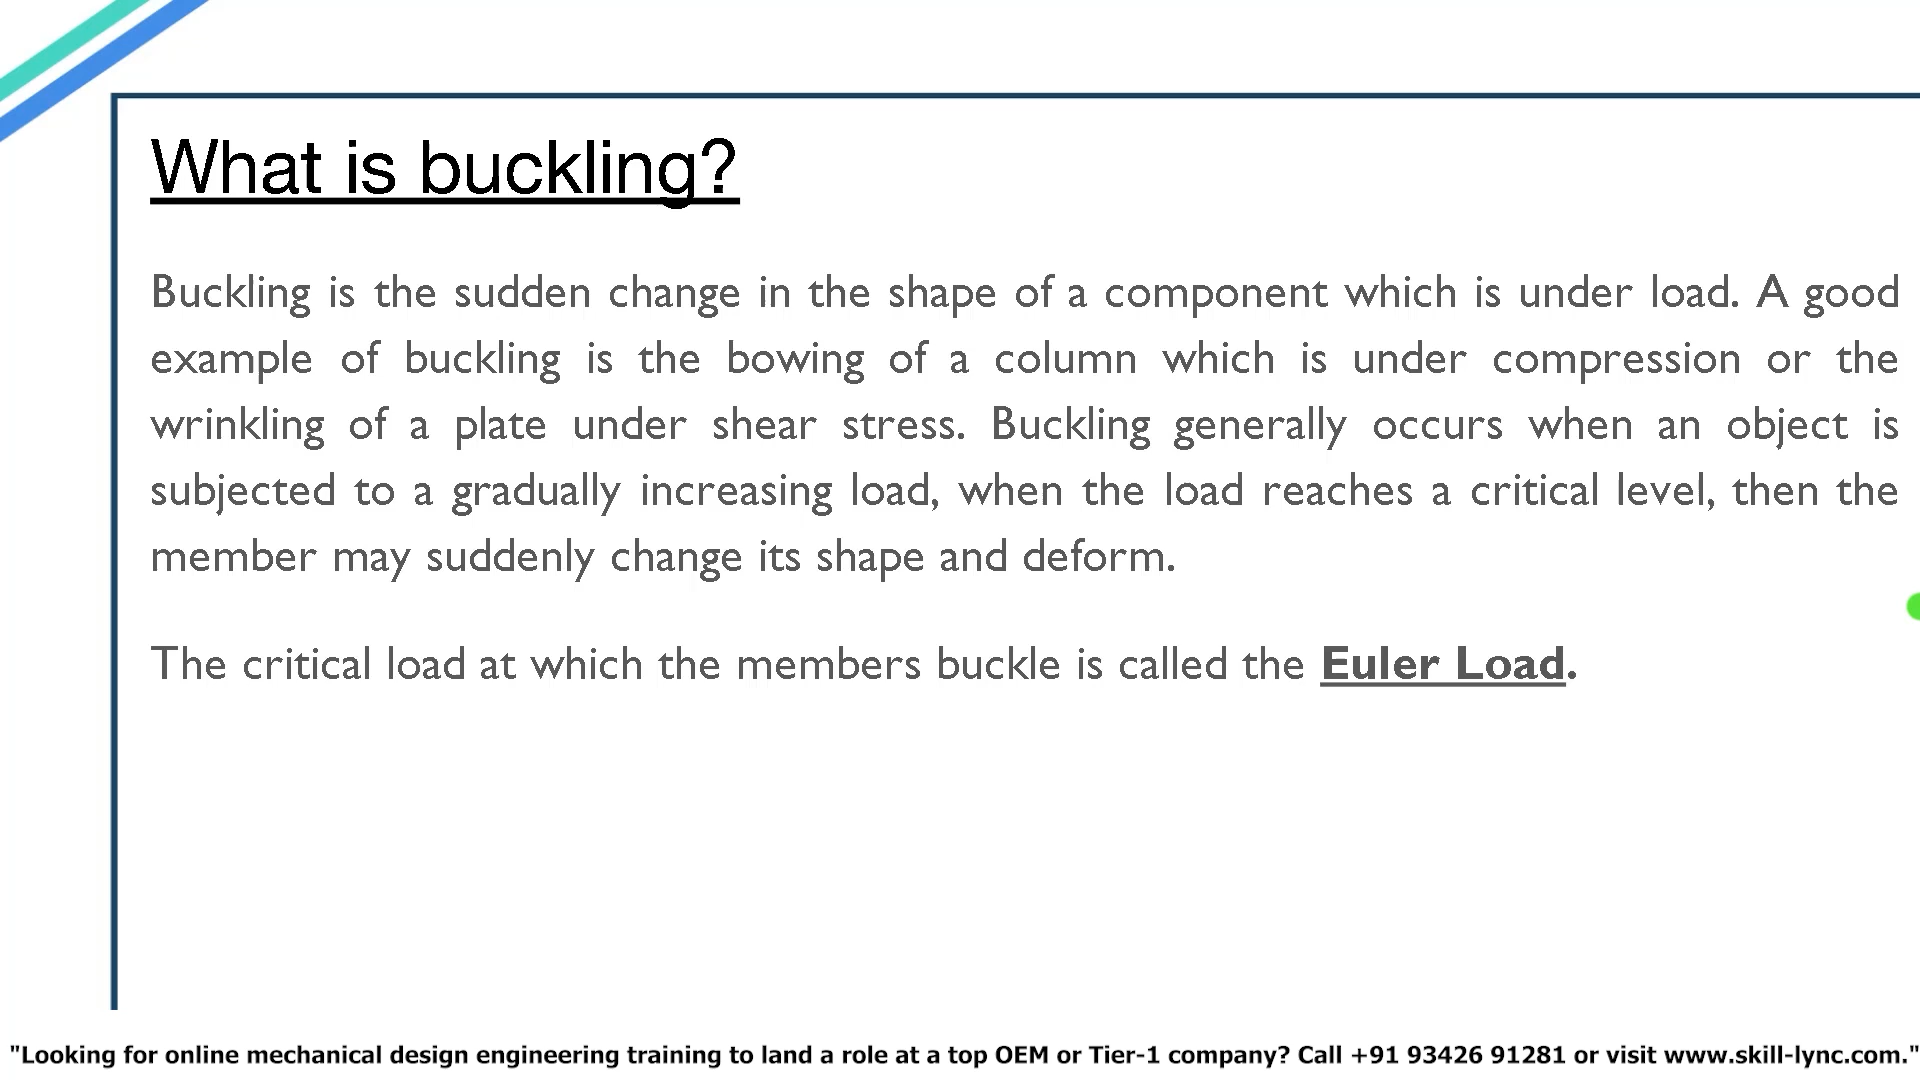 What is buckling?
Buckling is the sudden change in the shape of a component which is under load. A good
example of buckling is the bowing of a column which is under compression or the
wrinkling of a plate under shear stress. Buckling generally occurs when an object is
subjected to a gradually increasing load, when the load reaches a critical level, then the
member may suddenly change its shape and deform.
The critical load at which the members buckle is called the Euler Load.
"Looking for online mechanical design engineering training to land a role at a top OEM or Tier-1 company? Call +91 93426 91281 or visit www.skill-lync.com."